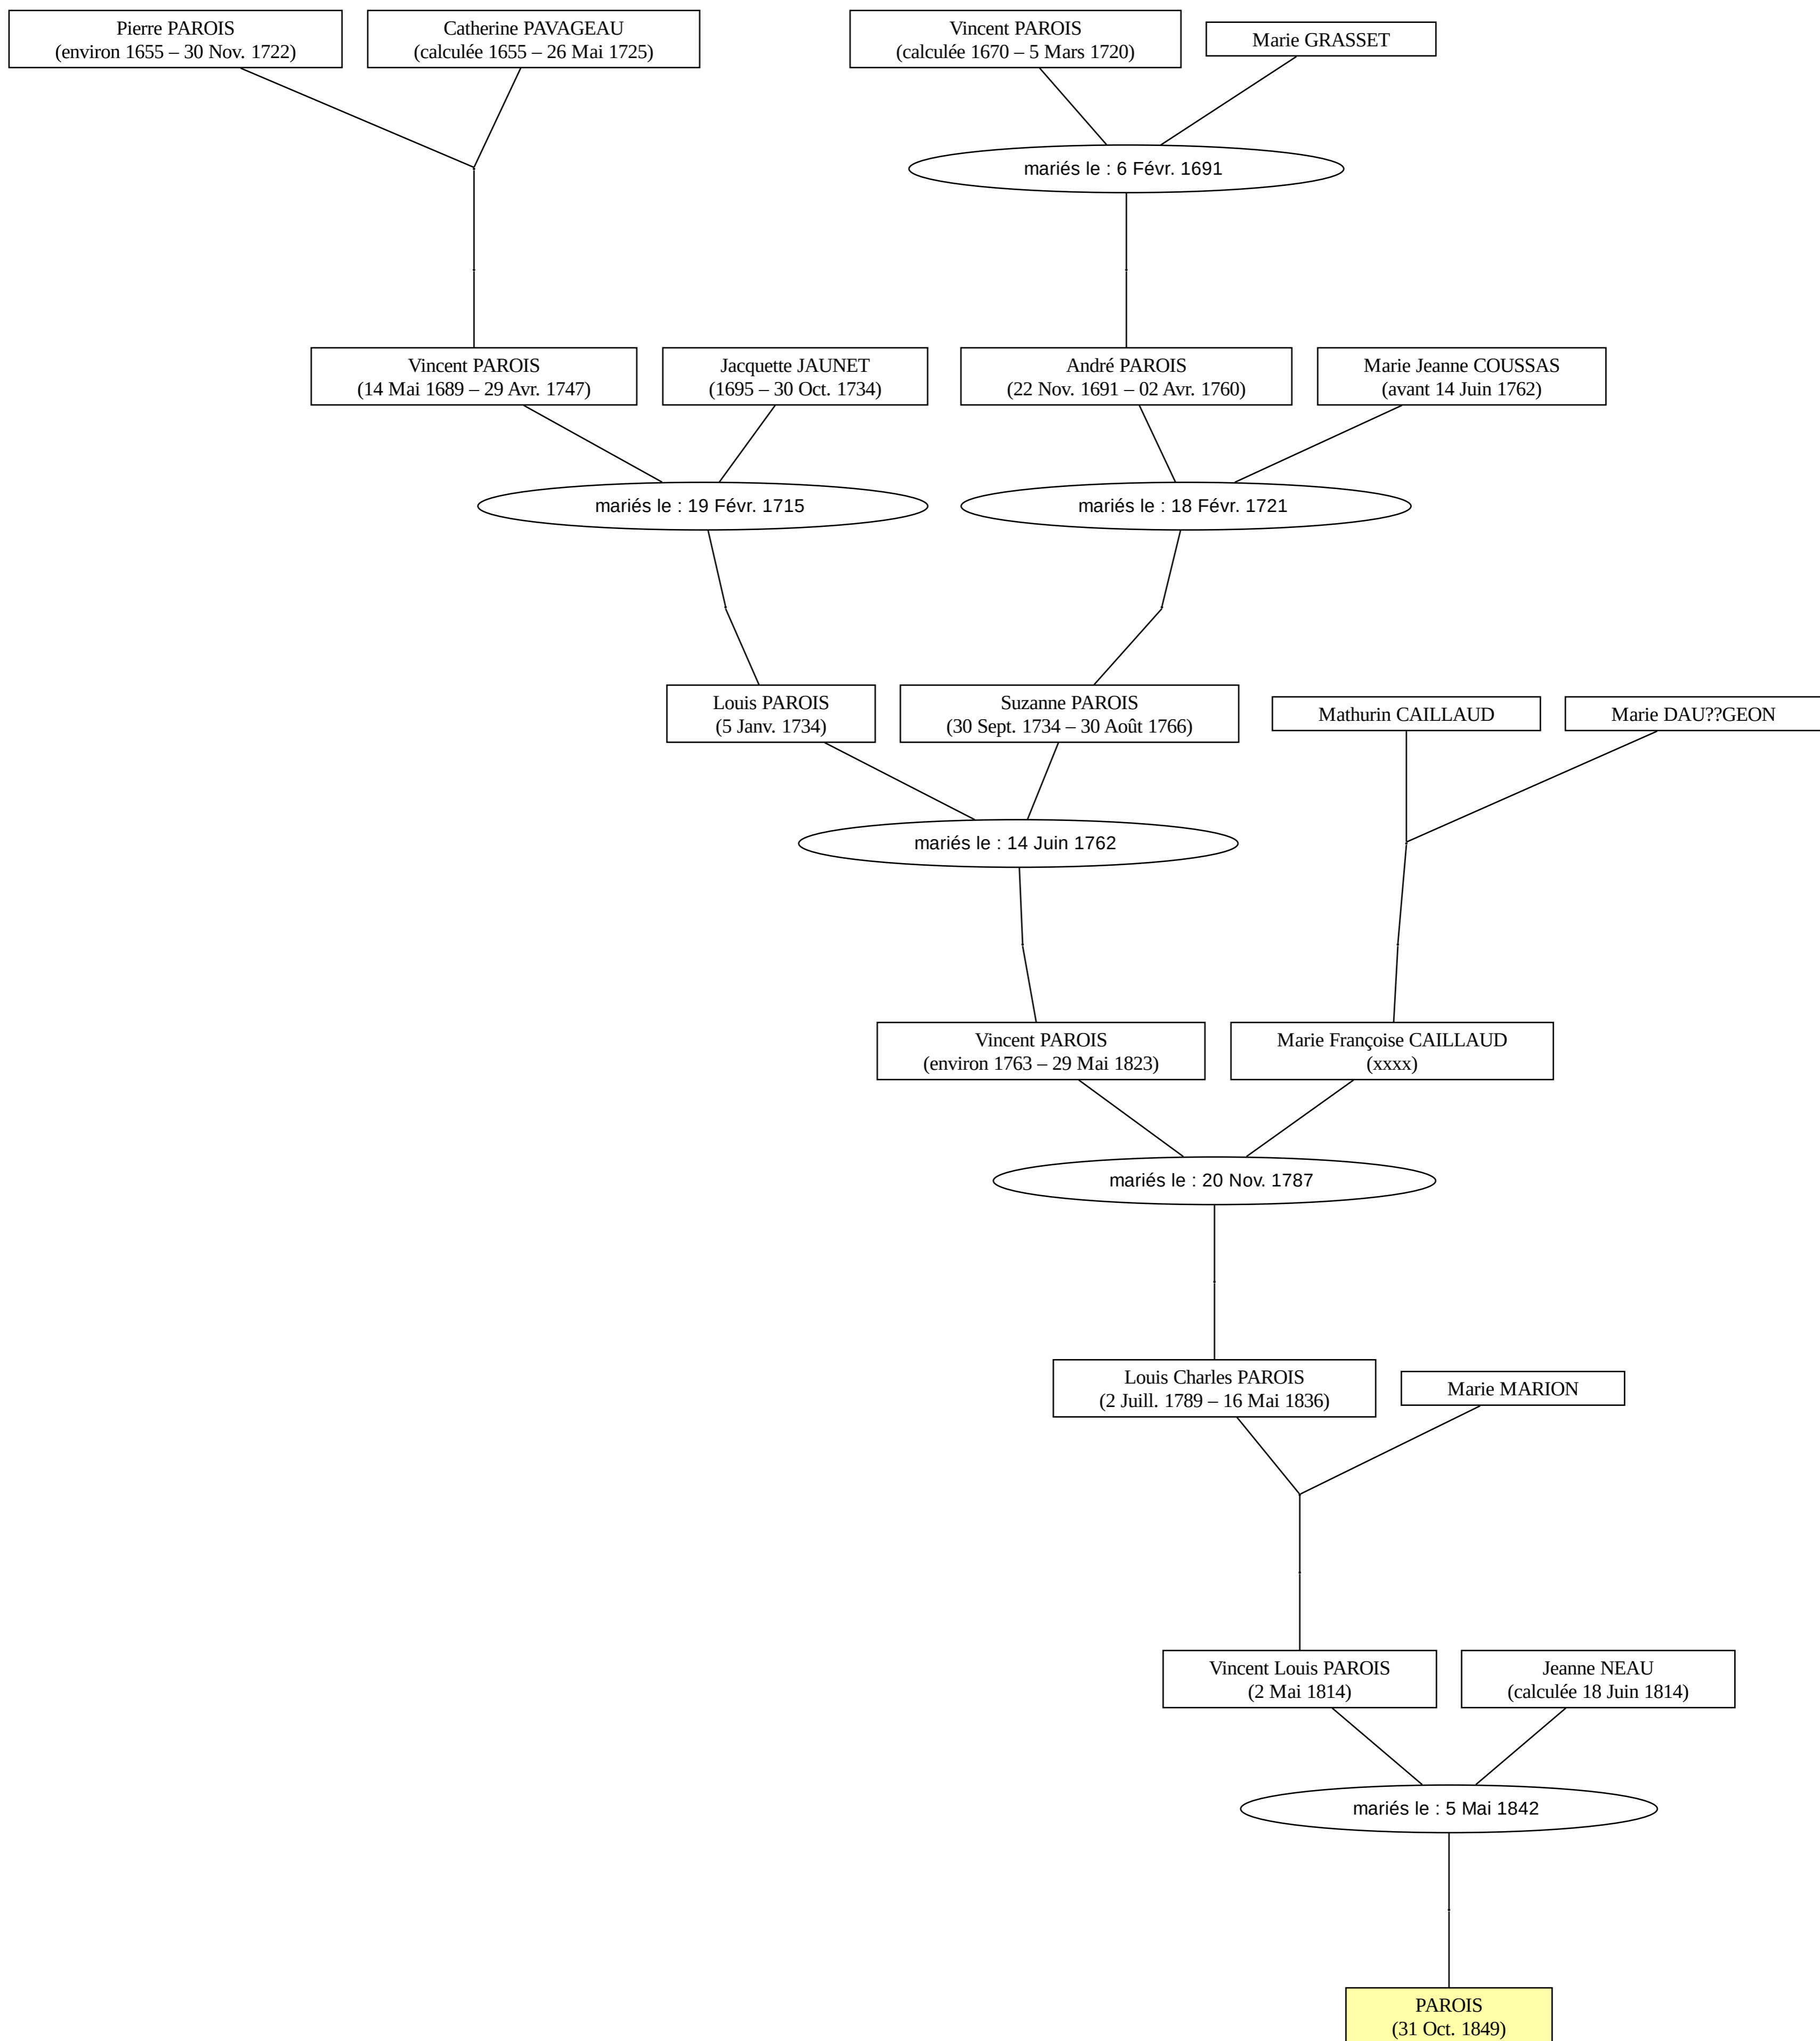 Pierre PAROIS
(environ 1655 – 30 Nov. 1722)
Catherine PAVAGEAU
(calculée 1655 – 26 Mai 1725)
Vincent PAROIS
(calculée 1670 – 5 Mars 1720)
Marie GRASSET
mariés le : 6 Févr. 1691
Vincent PAROIS
(14 Mai 1689 – 29 Avr. 1747)
Jacquette JAUNET
(1695 – 30 Oct. 1734)
André PAROIS
(22 Nov. 1691 – 02 Avr. 1760)
Marie Jeanne COUSSAS
(avant 14 Juin 1762)
mariés le : 19 Févr. 1715
mariés le : 18 Févr. 1721
Louis PAROIS
(5 Janv. 1734)
Suzanne PAROIS
(30 Sept. 1734 – 30 Août 1766)
Mathurin CAILLAUD
Marie DAU??GEON
mariés le : 14 Juin 1762
Vincent PAROIS
(environ 1763 – 29 Mai 1823)
Marie Françoise CAILLAUD
(xxxx)
mariés le : 20 Nov. 1787
Louis Charles PAROIS
(2 Juill. 1789 – 16 Mai 1836)
Marie MARION
Vincent Louis PAROIS
(2 Mai 1814)
Jeanne NEAU
(calculée 18 Juin 1814)
mariés le : 5 Mai 1842
PAROIS
(31 Oct. 1849)